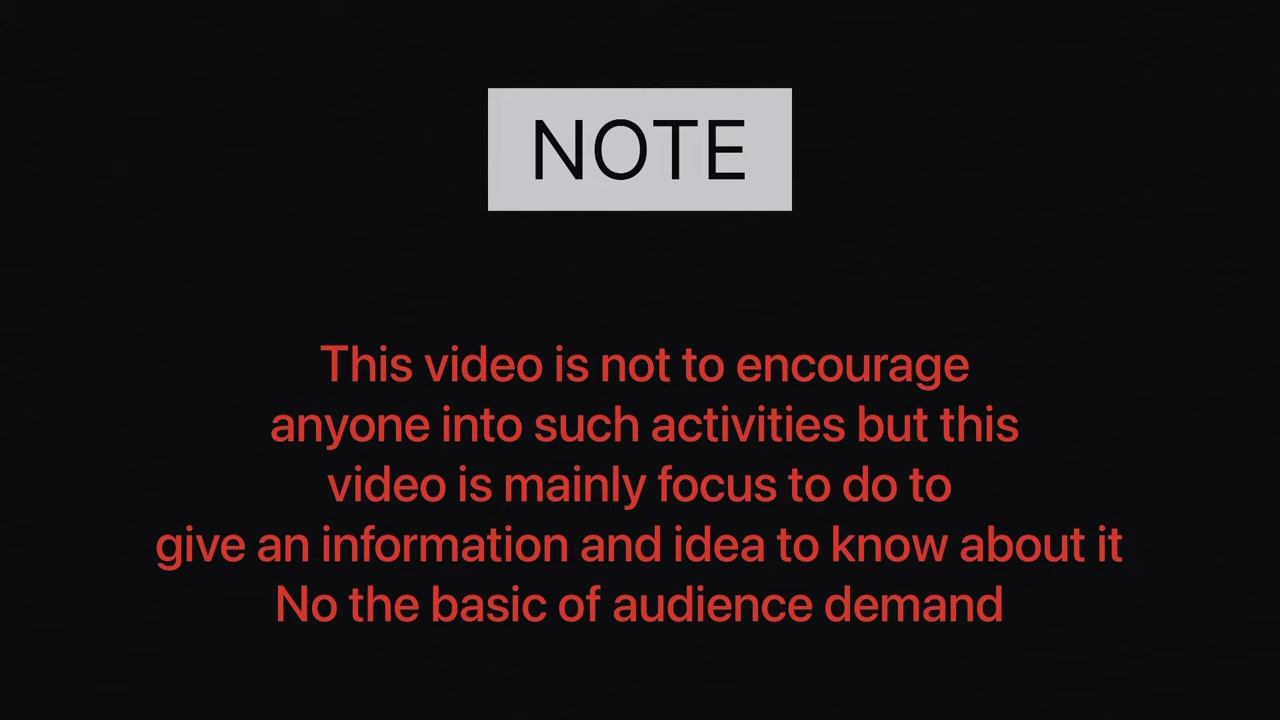 NOTE
This video is not to encourage
anyone into such activities but this
video is mainly focus to do to
give an information and idea to know about it
No the basic of audience demand